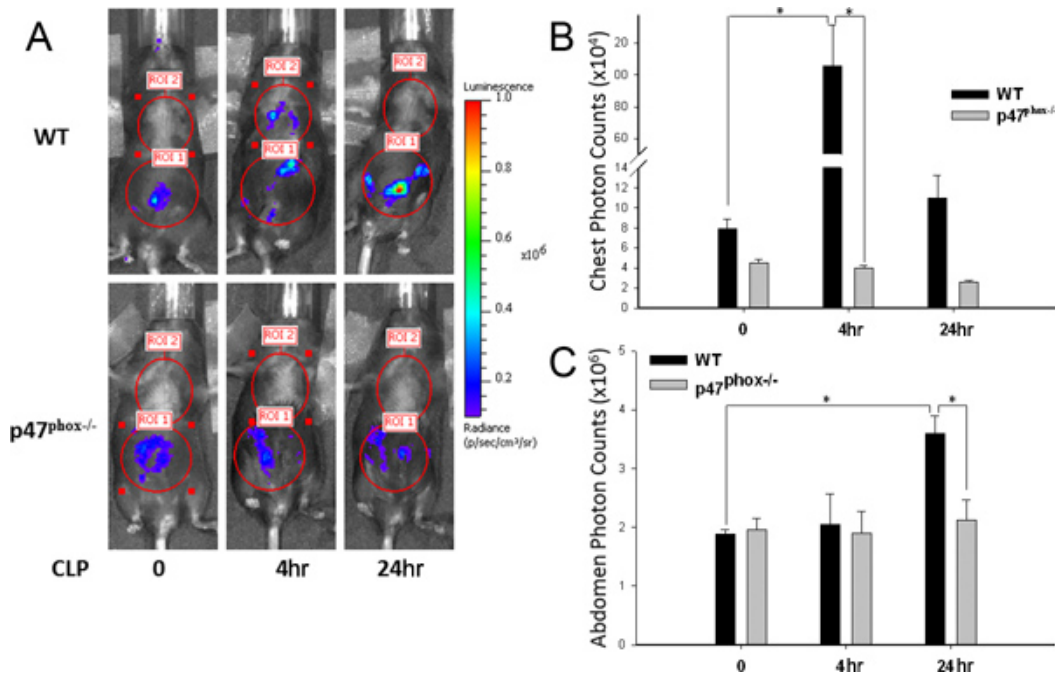 A
WT
ROI 2
ROI 1
ROI 2
ROI 1
ROI 2
ROI 1
Luminescence
1.0
0.8
x10⁶
0.6
0.4
0.2
Radiance
(p/sec/cm²/sr)
p47phox-/-
ROI 2
ROI 1
ROI 2
ROI 1
ROI 2
ROI 1
CLP
0
4hr
24hr
B
Chest Photon Counts (x10⁴)
* *
20
00
80
60
14
12
10
8
6
4
2
0
WT
p47phox-/-
0
4hr
24hr
C
Abdomen Photon Counts (x10⁶)
5
4
3
2
1
0
WT
p47phox-/-
* *
0
4hr
24hr